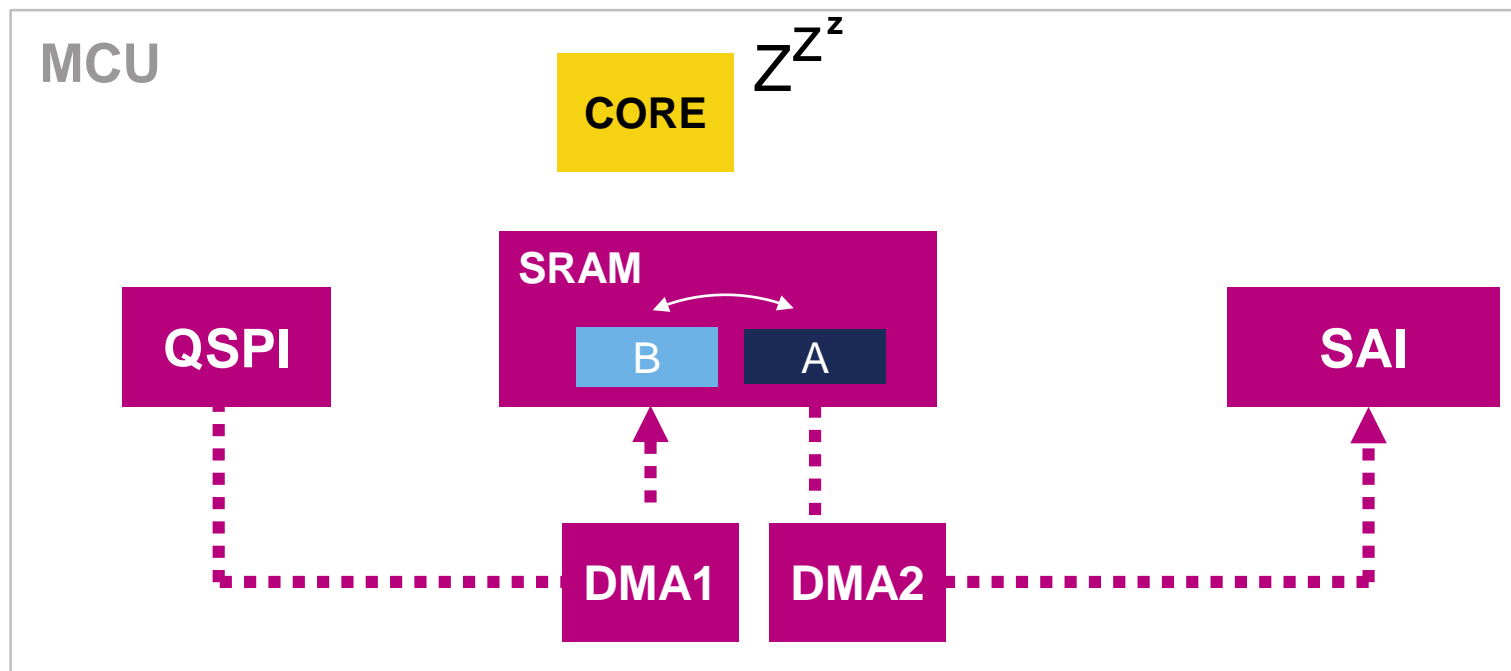 MCU
CORE
Zzz
SRAM
QSPI
B
A
SAI
DMA1
DMA2